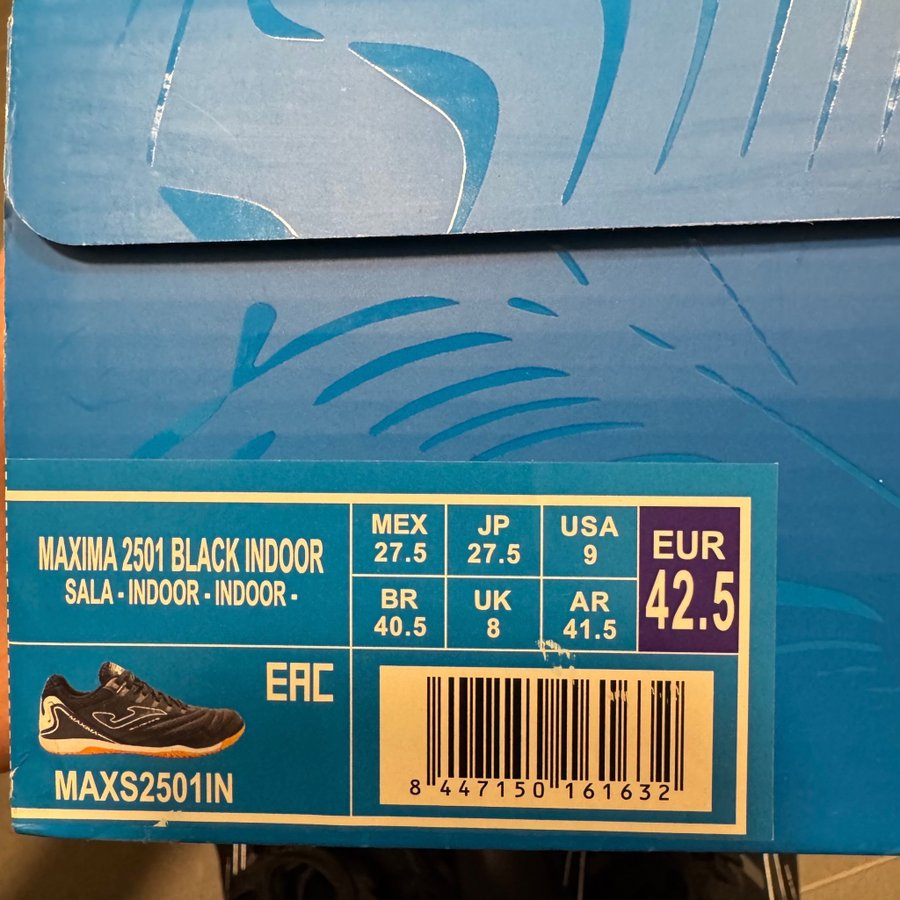 MAXIMA 2501 BLACK INDOOR
SALA - INDOOR - INDOOR -
MEX
27.5
JP
27.5
USA
9
EUR
42.5
BR
40.5
UK
8
AR
41.5
EAC
MAXIMA
MAXS2501IN
8 447150 161632